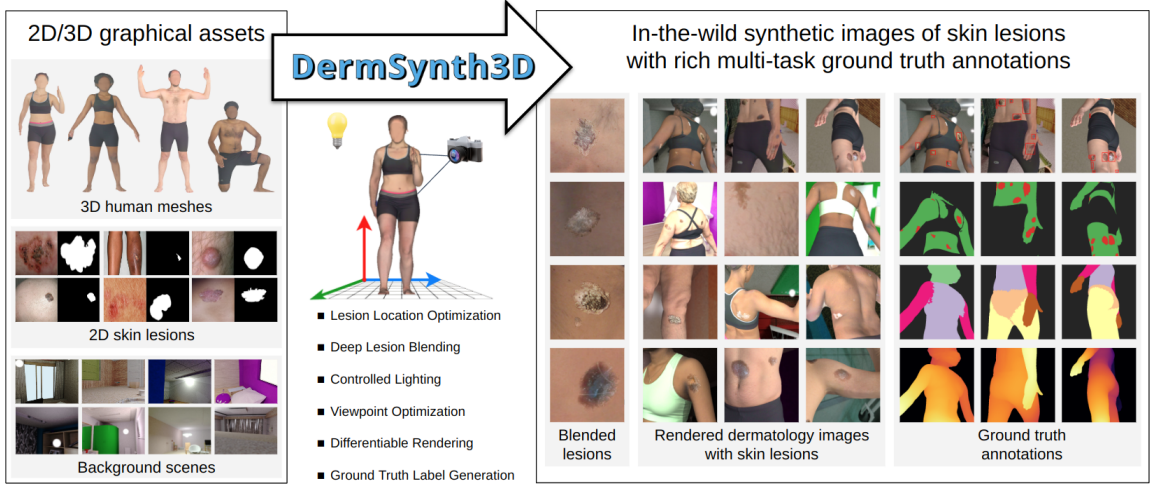 2D/3D graphical assets
3D human meshes
2D skin lesions
Background scenes
DermSynth3D
■ Lesion Location Optimization
■ Deep Lesion Blending
■ Controlled Lighting
■ Viewpoint Optimization
■ Differentiable Rendering
■ Ground Truth Label Generation
In-the-wild synthetic images of skin lesions
with rich multi-task ground truth annotations
Blended
lesions
Rendered dermatology images
with skin lesions
Ground truth
annotations